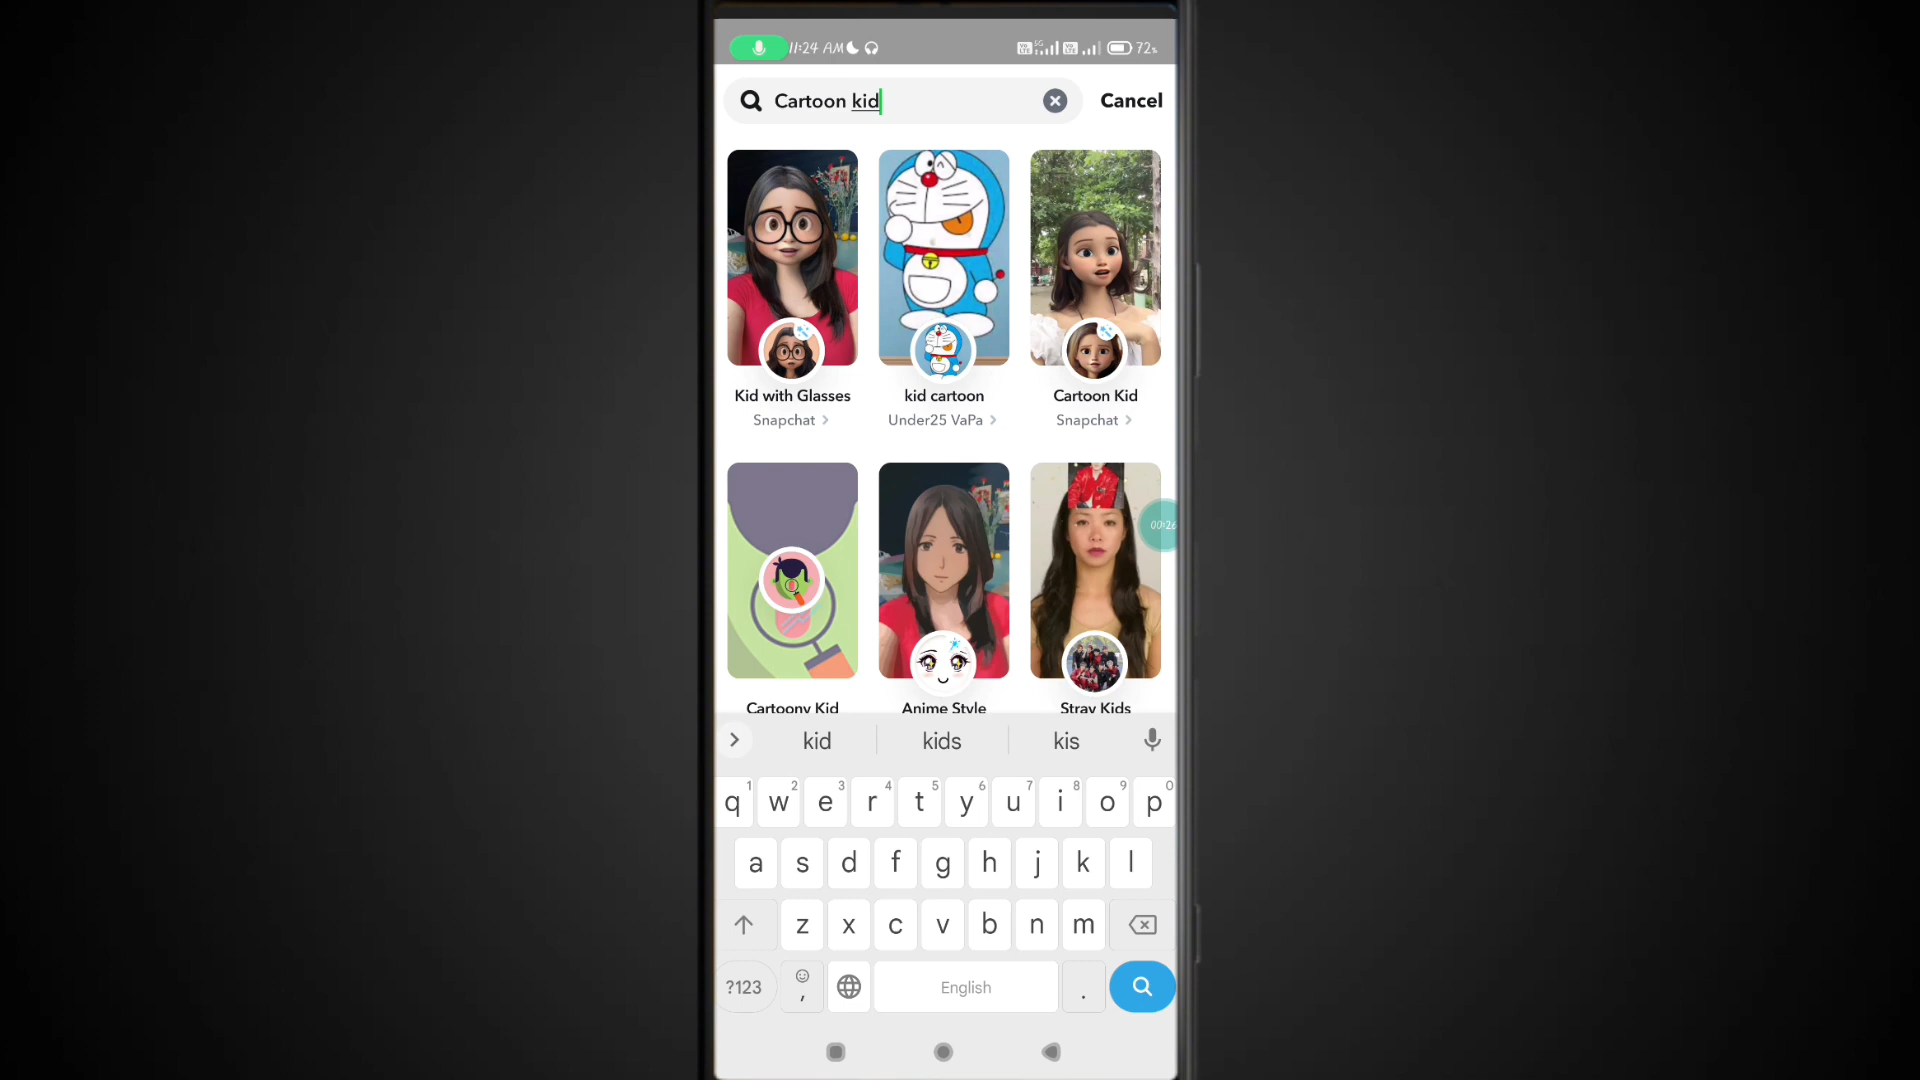 11:24 AM
5G
72%
Cartoon kid
Cancel
Kid with Glasses
kid cartoon
Cartoon Kid
Snapchat >
Under25 VaPa >
Snapchat >
00:26
Cartoony Kid
Anime Style
Stray Kids
kid
kids
kis
q 1 w 2 e 3 r 4 t 5 y 6 u 7 i 8 o 9 p 0
a s d f g h j k l
z x c v b n m
?123 , English .